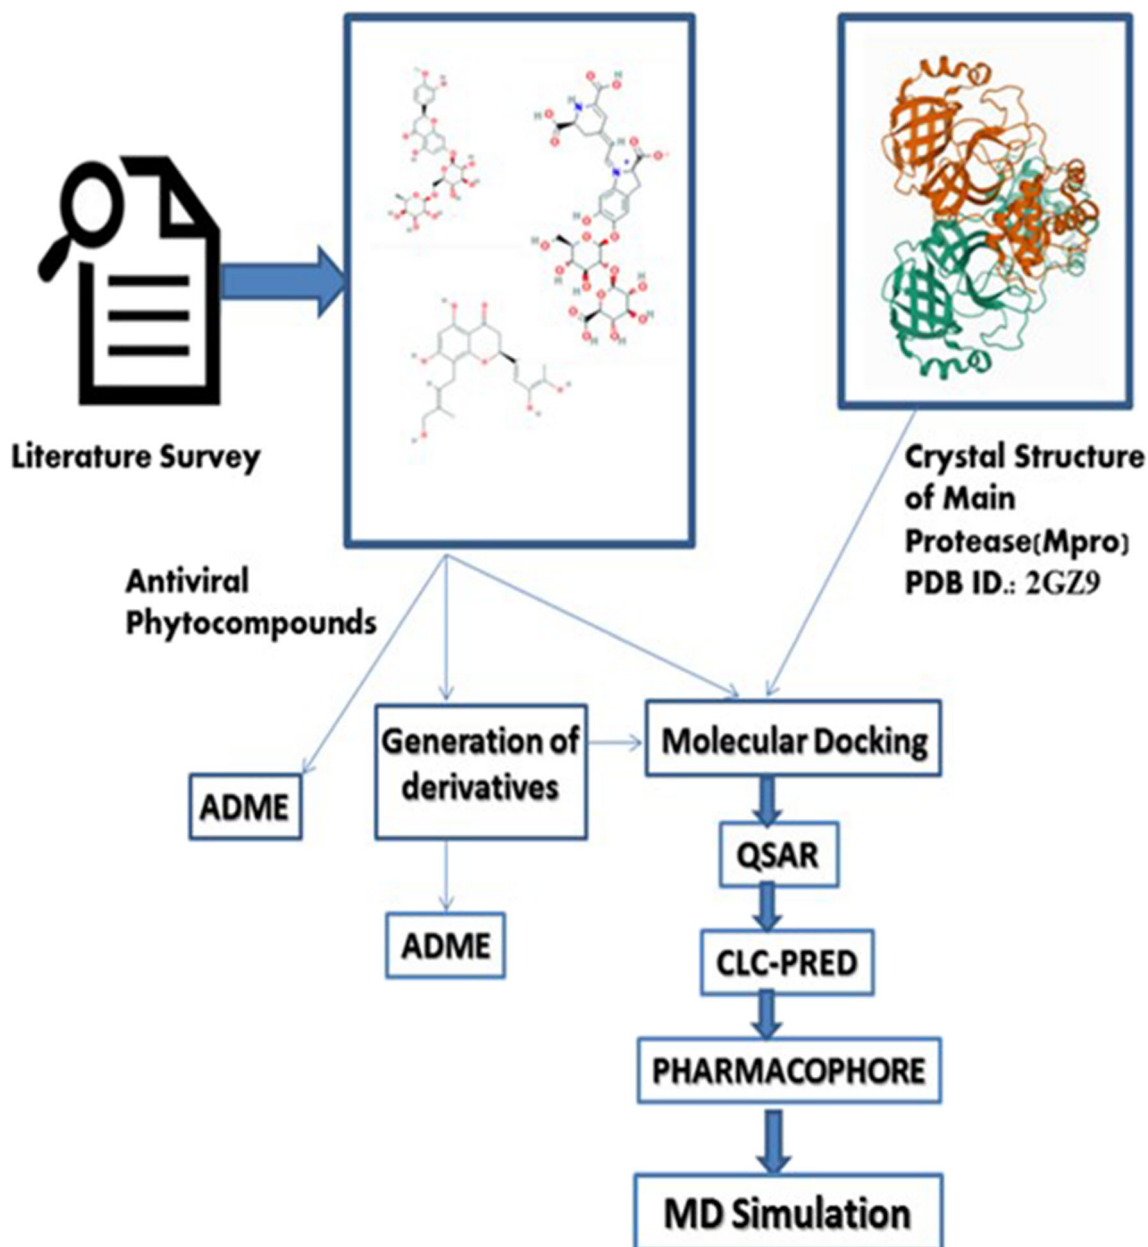 Literature Survey
Crystal Structure
of Main
Protease(Mpro)
PDB ID.: 2GZ9
Antiviral
Phytocompounds
Generation of
derivatives
Molecular Docking
ADME
QSAR
ADME
CLC-PRED
PHARMACOPHORE
MD Simulation